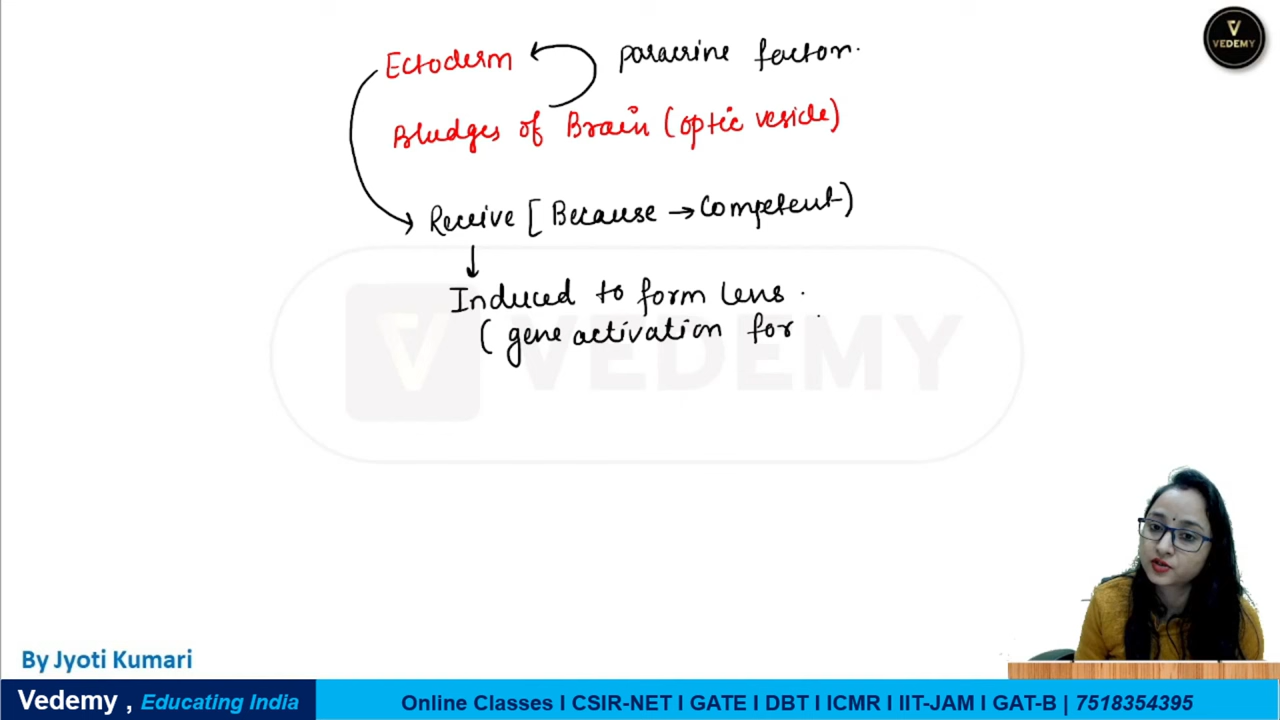 Ectoderm paracrine factor.
Bludges of Brain (optic vesicle)
Receive [Because → Competent)
Induced to form Lens.
( gene activation for
VEDEMY
VEDEMY
By Jyoti Kumari
Vedemy , Educating India
Online Classes I CSIR-NET I GATE I DBT I ICMR I IIT-JAM I GAT-B | 7518354395